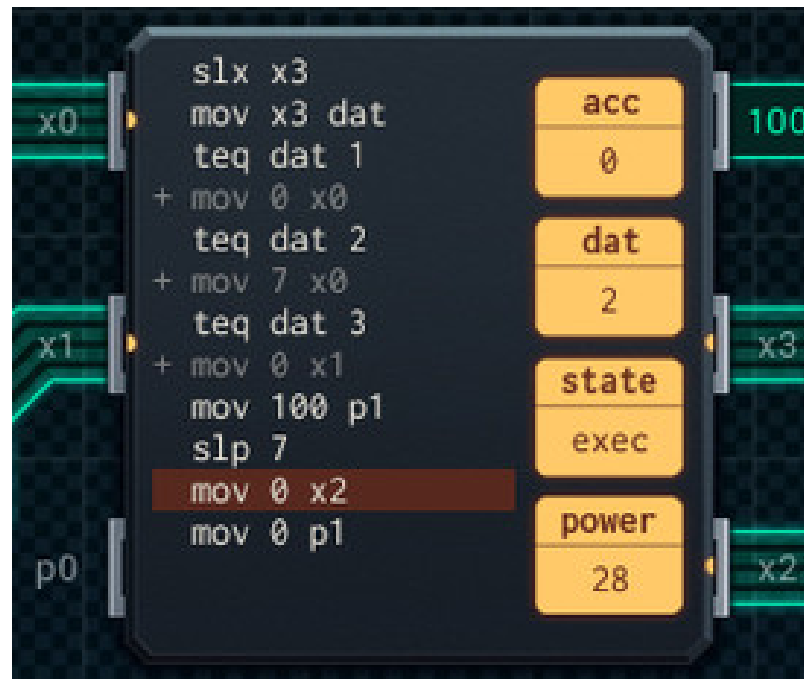 slx x3
mov x3 dat
teq dat 1
+ mov 0 x0
teq dat 2
+ mov 7 x0
teq dat 3
+ mov 0 x1
mov 100 p1
slp 7
mov 0 x2
mov 0 p1
acc
0
dat
2
state
exec
power
28
x0
x1
p0
100
x3
x2